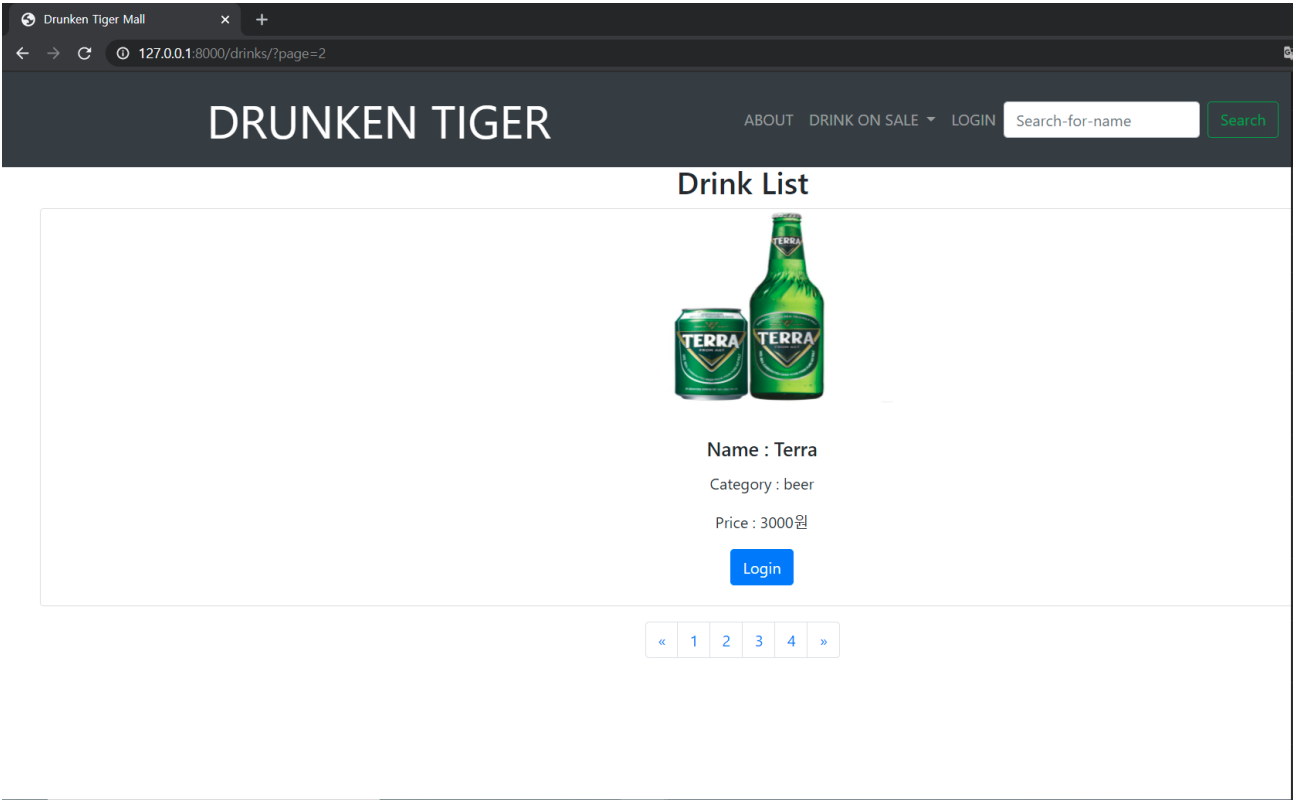 Drunken Tiger Mall
127.0.0.1:8000/drinks/?page=2
DRUNKEN TIGER
ABOUT DRINK ON SALE LOGIN Search-for-name Search
Drink List
TERRA
TERRA TERRA
Name : Terra
Category : beer
Price : 3000원
Login
« 1 2 3 4 »